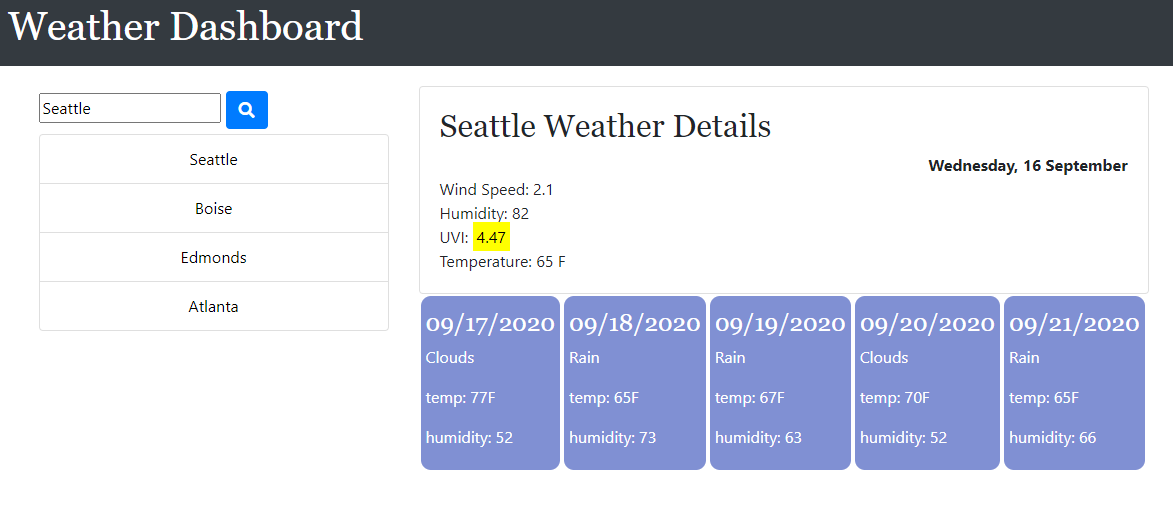 Weather Dashboard
Seattle
Seattle
Boise
Edmonds
Atlanta
Seattle Weather Details
Wednesday, 16 September
Wind Speed: 2.1
Humidity: 82
UVI: 4.47
Temperature: 65 F
09/17/2020
Clouds
temp: 77F
humidity: 52
09/18/2020
Rain
temp: 65F
humidity: 73
09/19/2020
Rain
temp: 67F
humidity: 63
09/20/2020
Clouds
temp: 70F
humidity: 52
09/21/2020
Rain
temp: 65F
humidity: 66